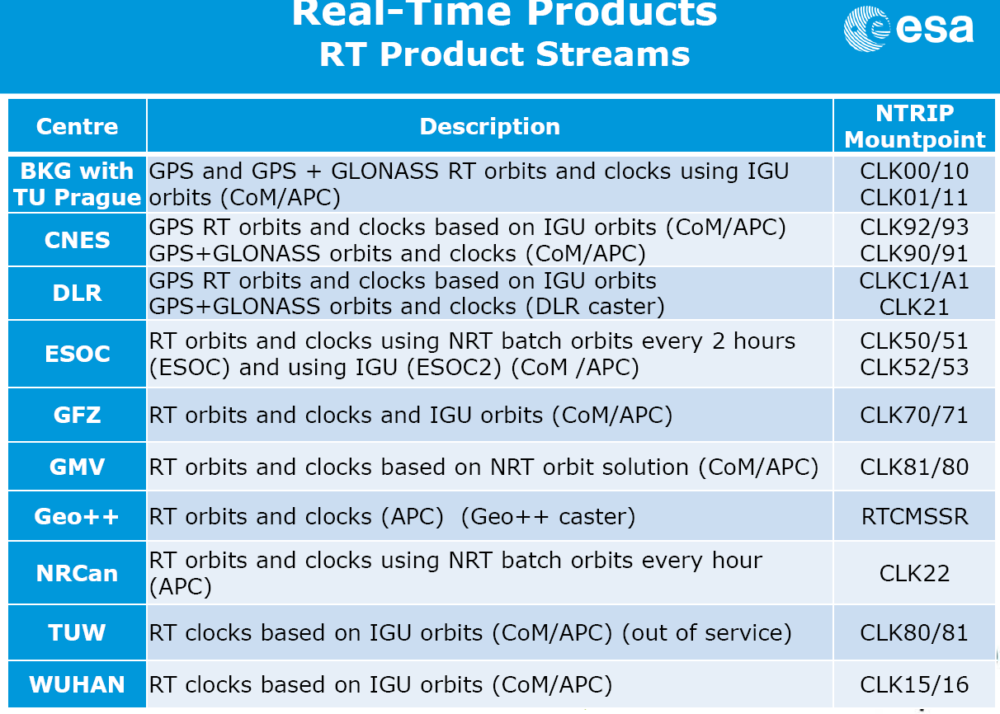 Real-Time Products
RT Product Streams
esa
Centre
Description
NTRIP
Mountpoint
BKG with
TU Prague
GPS and GPS + GLONASS RT orbits and clocks using IGU
orbits (CoM/APC)
CLK00/10
CLK01/11
CNES
GPS RT orbits and clocks based on IGU orbits (CoM/APC)
GPS+GLONASS orbits and clocks (CoM/APC)
CLK92/93
CLK90/91
DLR
GPS RT orbits and clocks based on IGU orbits
GPS+GLONASS orbits and clocks (DLR caster)
CLKC1/A1
CLK21
ESOC
RT orbits and clocks using NRT batch orbits every 2 hours
(ESOC) and using IGU (ESOC2) (CoM /APC)
CLK50/51
CLK52/53
GFZ
RT orbits and clocks and IGU orbits (CoM/APC)
CLK70/71
GMV
RT orbits and clocks based on NRT orbit solution (CoM/APC)
CLK81/80
Geo++
RT orbits and clocks (APC)  (Geo++ caster)
RTCMSSR
NRCan
RT orbits and clocks using NRT batch orbits every hour
(APC)
CLK22
TUW
RT clocks based on IGU orbits (CoM/APC) (out of service)
CLK80/81
WUHAN
RT clocks based on IGU orbits (CoM/APC)
CLK15/16